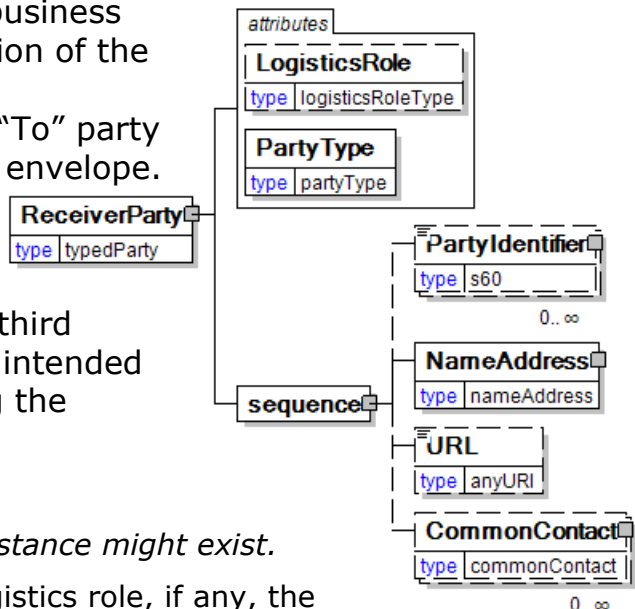 business
ion of the
"To" party
envelope.
third
intended
g the
stance might exist.
gistics role, if any, the
attributes
LogisticsRole
type logisticsRoleType
PartyType
type partyType
ReceiverParty
type typedParty
sequence
PartyIdentifier
type s60
0.. ∞
NameAddress
type nameAddress
URL
type anyURI
CommonContact
type commonContact
0.. ∞